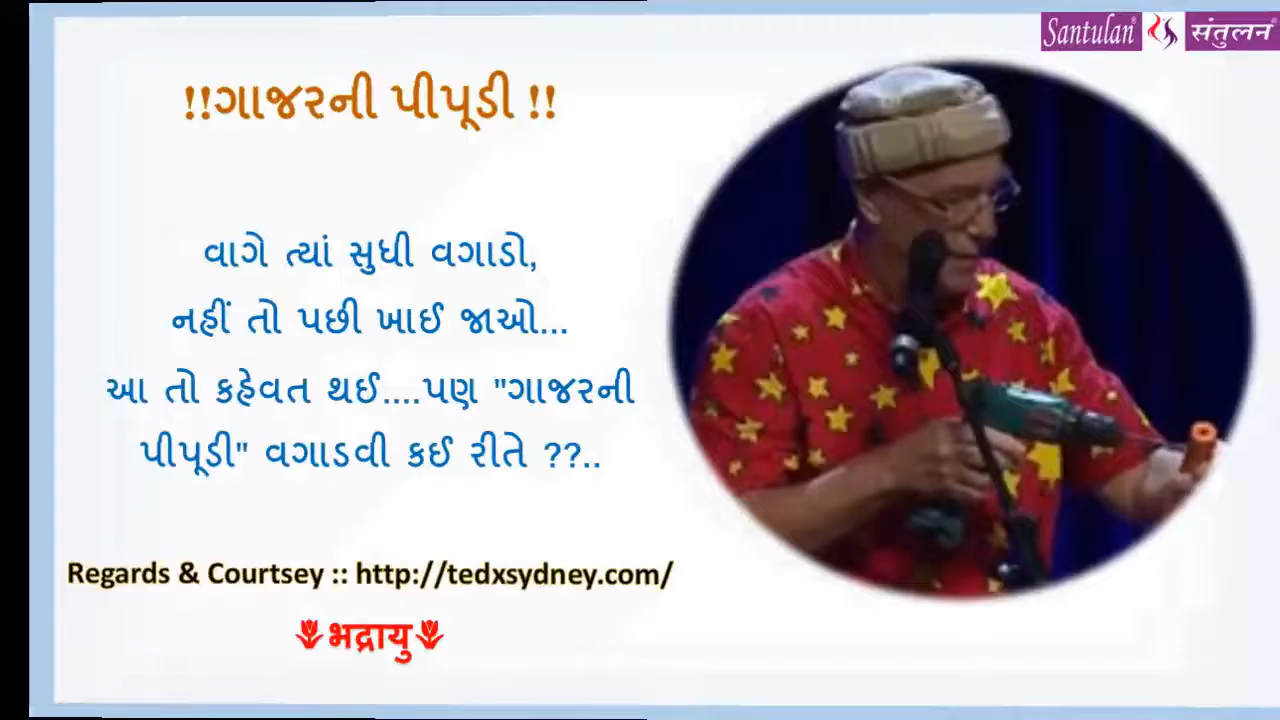 Santulan® संतुलन®
!!ગાજરની પીપૂડી !!
વાગે ત્યાં સુધી વગાડો,
નહીં તો પછી ખાઈ જાઓ...
આ તો કહેવત થઈ....પણ "ગાજરની
પીપૂડી" વગાડવી કઈ રીતે ??..
Regards & Courtsey :: http://tedxsydney.com/
🌷भद्रायु🌷